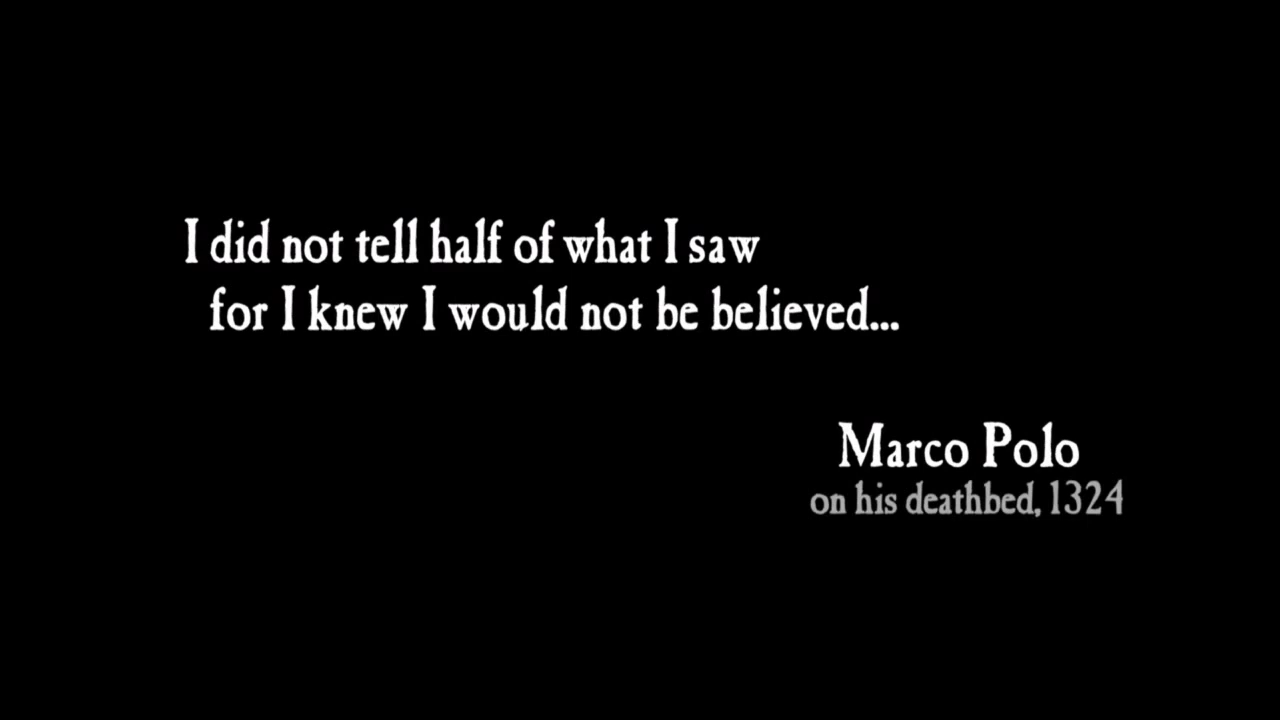 I did not tell half of what I saw
for I knew I would not be believed...
Marco Polo
on his deathbed, 1324